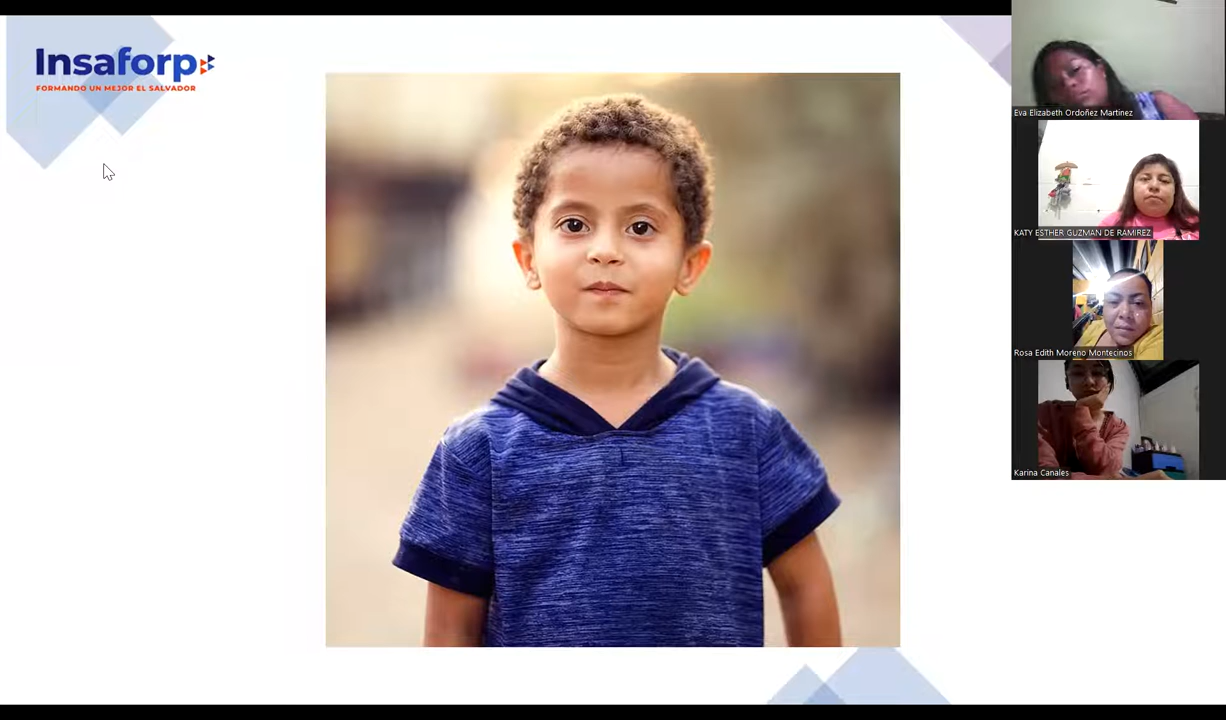 Insaforp
FORMANDO UN MEJOR EL SALVADOR
Eva Elizabeth Ordoñez Martinez
KATY ESTHER GUZMAN DE RAMIREZ
Rosa Edith Moreno Montecinos
Karina Canales